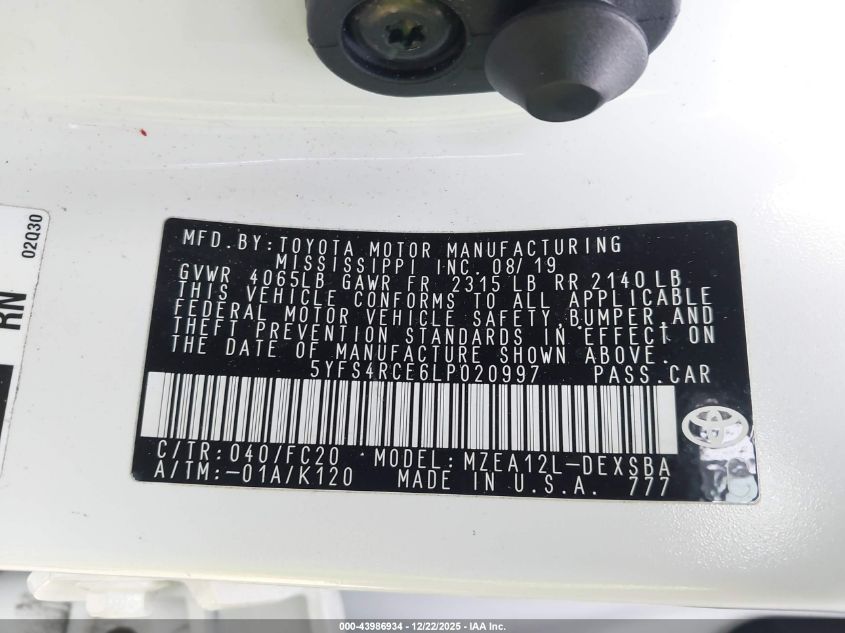 02Q30
RN
MFD.BY:TOYOTA MOTOR MANUFACTURING
MISSISSIPPI INC. 08/19
GVWR 4065LB GAWR FR 2315 LB RR 2140 LB
THIS VEHICLE CONFORMS TO ALL APPLICABLE
FEDERAL MOTOR VEHICLE SAFETY,BUMPER,AND
THEFT PREVENTION STANDARDS IN EFFECT ON
THE DATE OF MANUFACTURE SHOWN ABOVE.
5YFS4RCE6LP020997 PASS.CAR
C/TR:040/FC20 MODEL:MZEA12L-DEXSBA
A/TM:-01A/K120 MADE IN U.S.A. 777
000-43986934 - 12/22/2025 - IAA Inc.